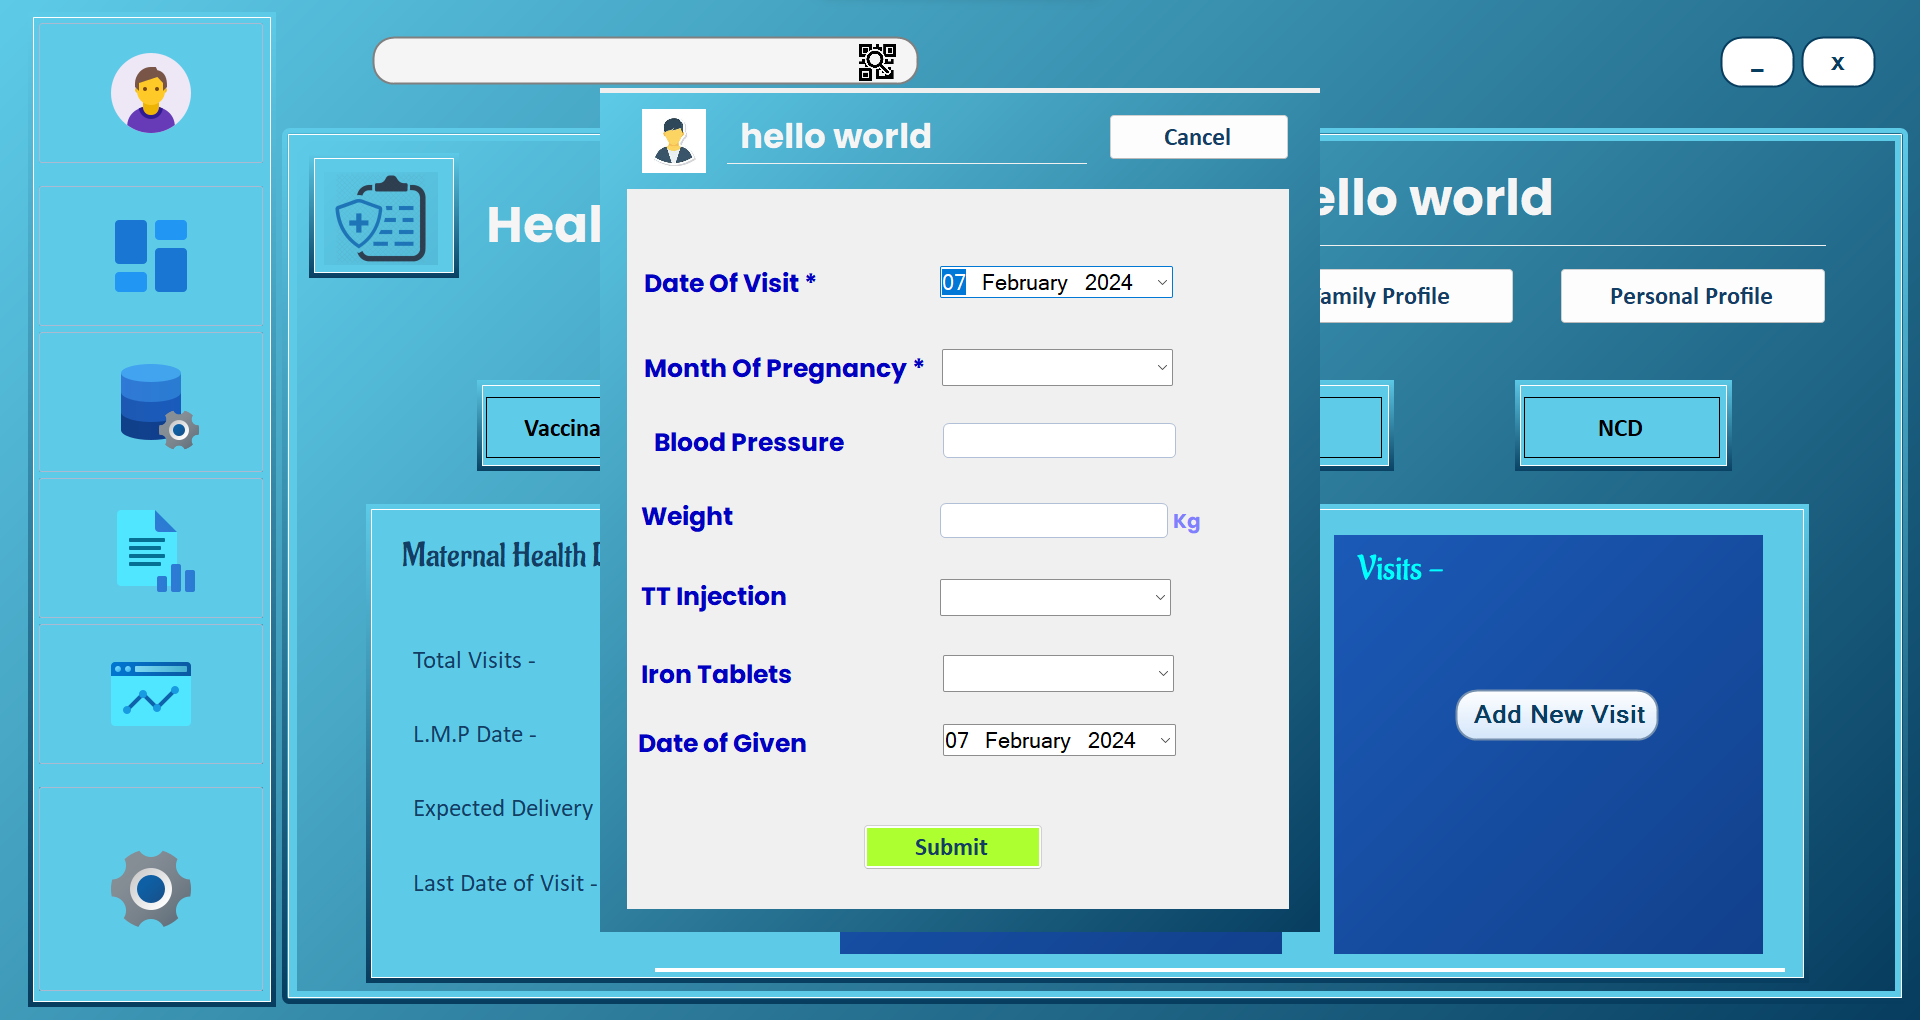 _ x
hello world
Cancel
Heal
ello world
Date Of Visit *
07 February 2024
amily Profile
Personal Profile
Month Of Pregnancy *
Vaccina
NCD
Blood Pressure
Weight
Kg
Maternal Health D
Visits –
TT Injection
Total Visits -
Iron Tablets
Add New Visit
L.M.P Date -
Date of Given
07 February 2024
Expected Delivery
Submit
Last Date of Visit -